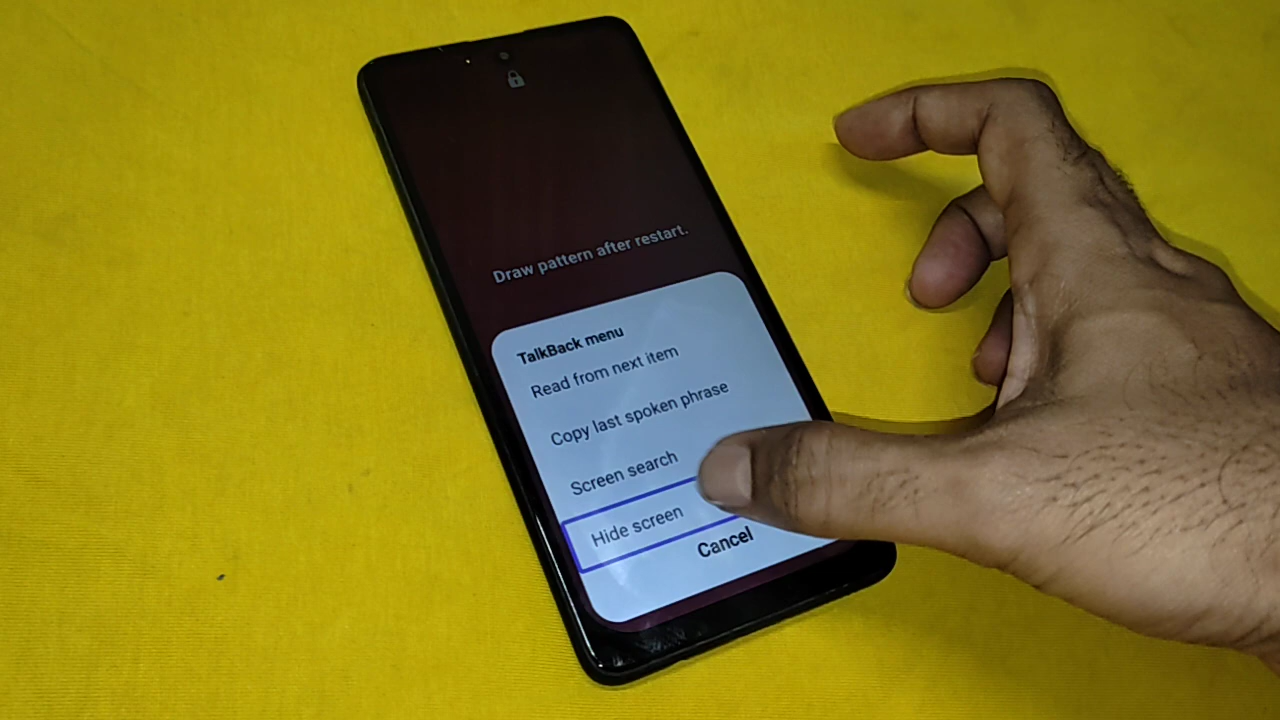 Draw pattern after restart.
TalkBack menu
Read from next item
Copy last spoken phrase
Screen search
Hide screen
Cancel